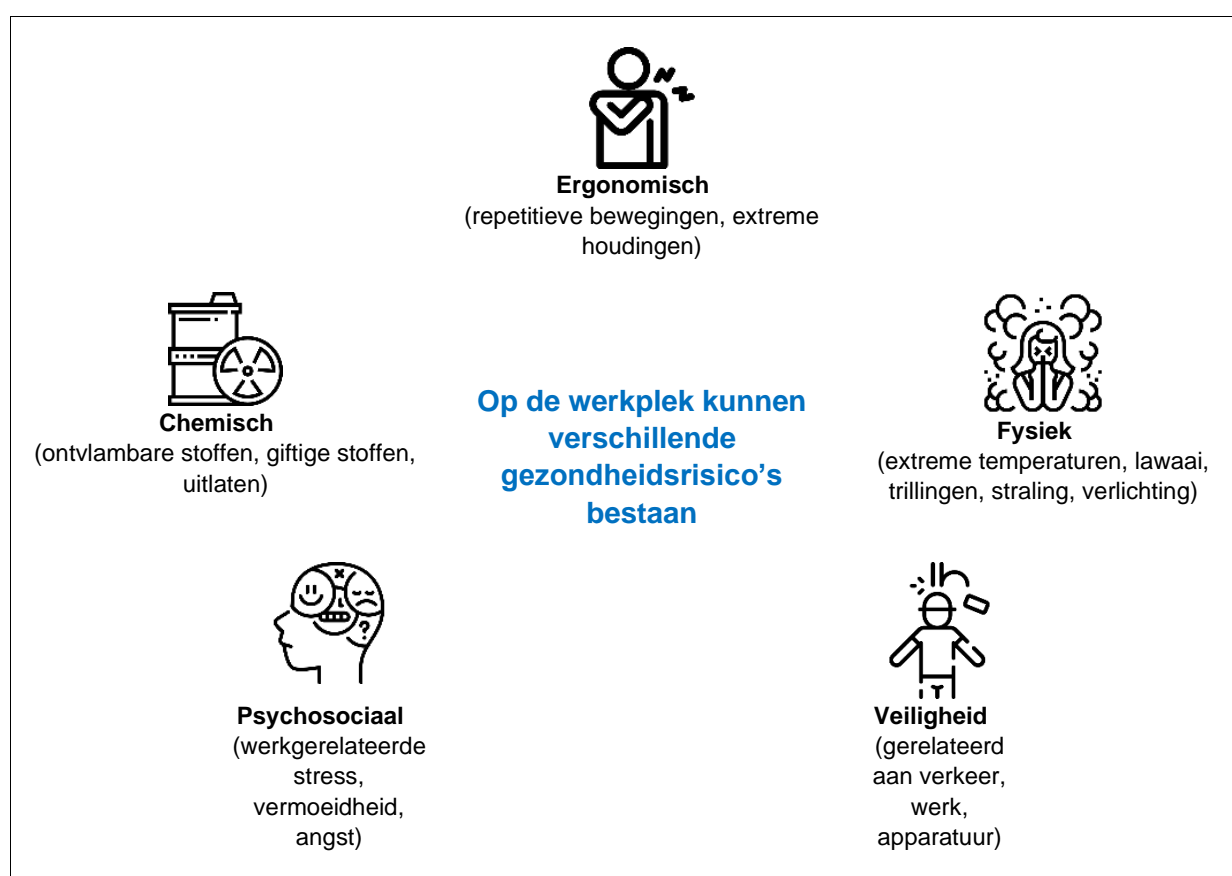 Ergonomisch
(repetitieve bewegingen, extreme
houdingen)
Chemisch
(ontvlambare stoffen, giftige stoffen,
uitlaten)
Op de werkplek kunnen
verschillende
gezondheidsrisico's
bestaan
Fysiek
(extreme temperaturen, lawaai,
trillingen, straling, verlichting)
Psychosociaal
(werkgerelateerde
stress,
vermoeidheid,
angst)
Veiligheid
(gerelateerd
aan verkeer,
werk,
apparatuur)